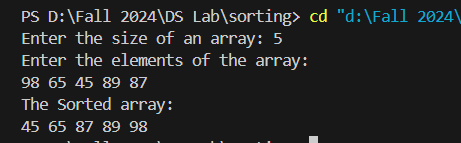 PS D:\Fall 2024\DS Lab\sorting> cd "d:\Fall 2024\
Enter the size of an array: 5
Enter the elements of the array:
98 65 45 89 87
The Sorted array:
45 65 87 89 98